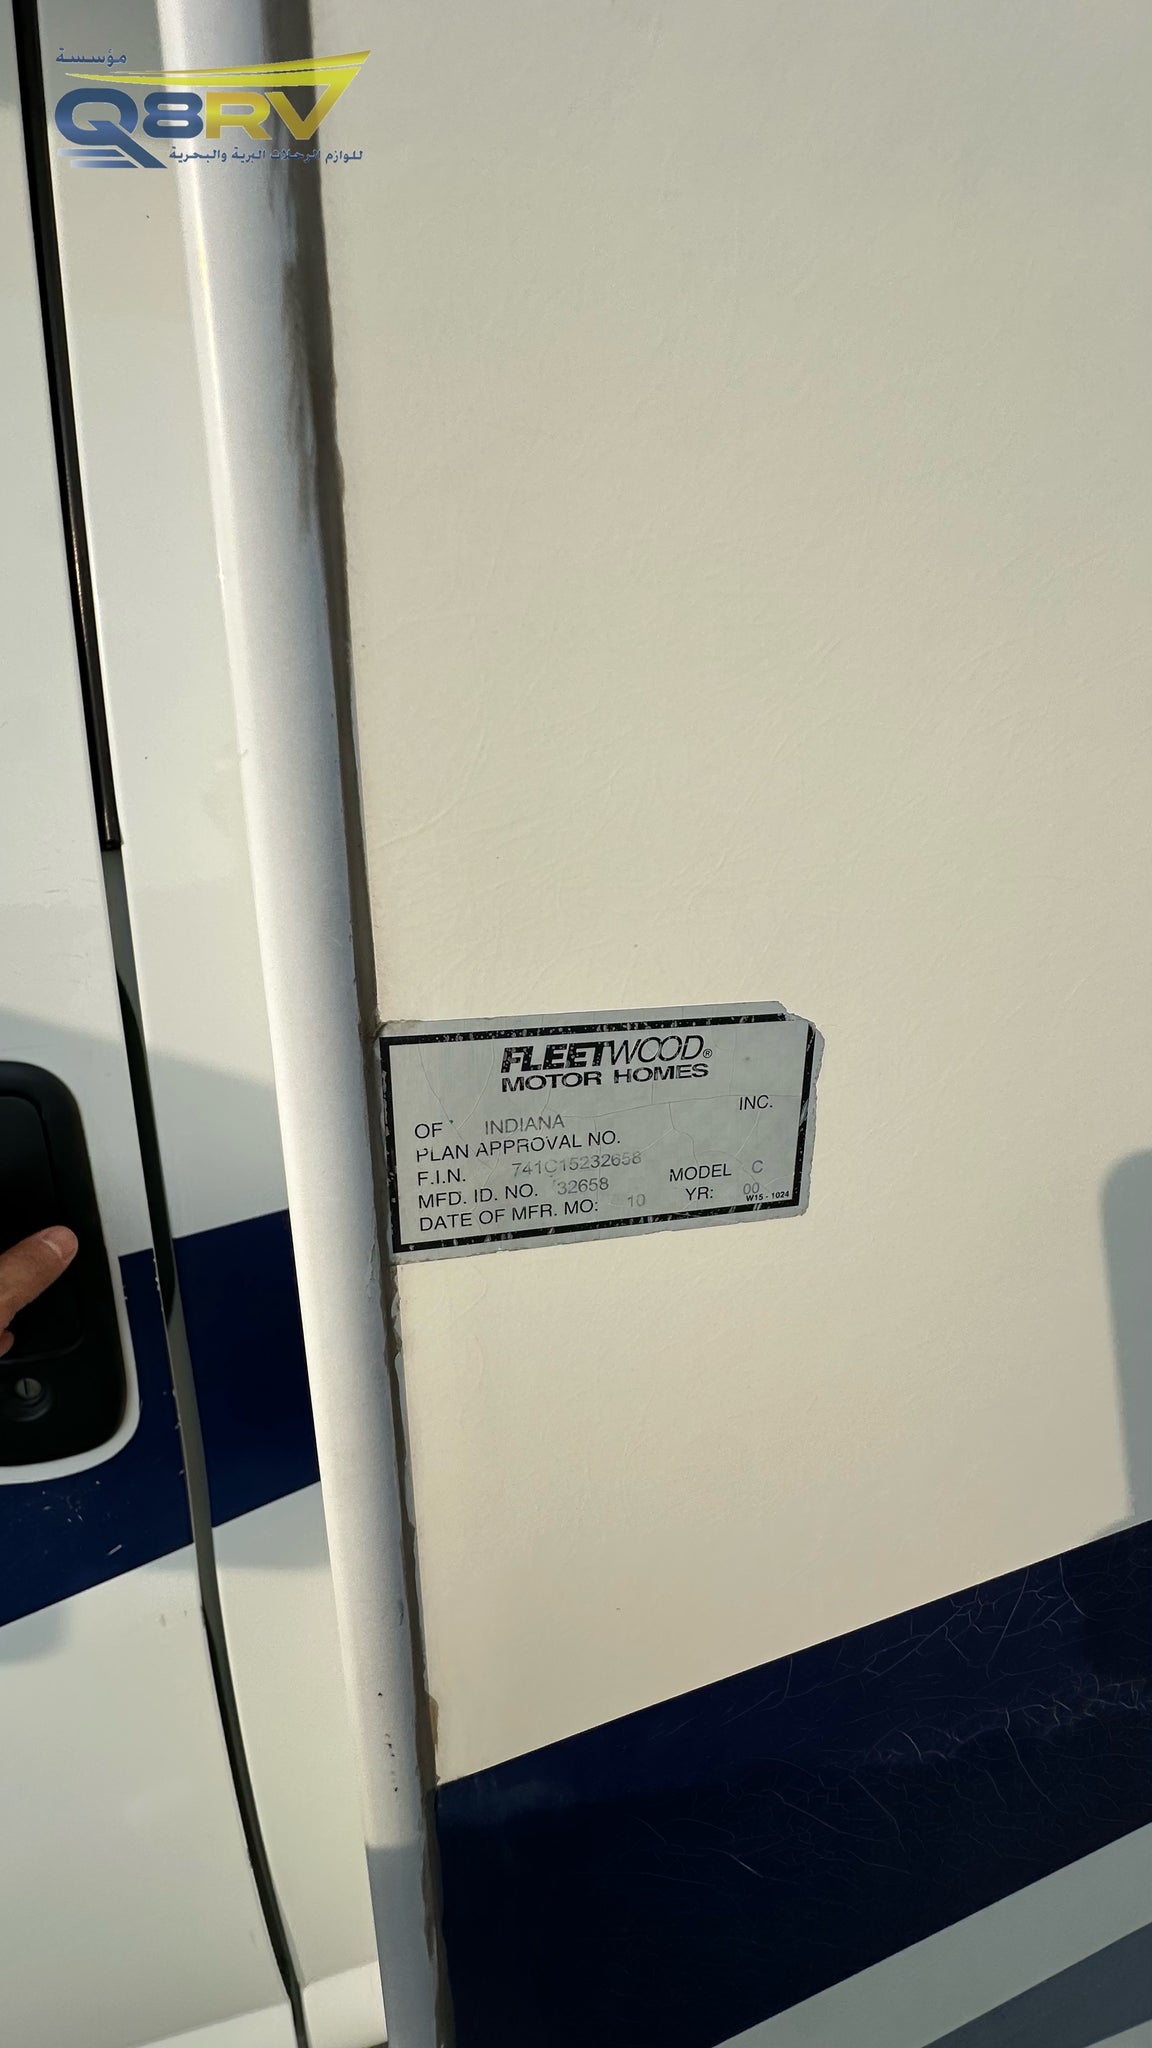 مؤسسة
Q8RV
للوازم الرحلات البرية والبحرية
FLEETWOOD®
MOTOR HOMES
OF INDIANA INC.
PLAN APPROVAL NO.
F.I.N. 741C15232658
MFD. ID. NO. 32658 MODEL C
DATE OF MFR. MO: 10 YR: 00
W15-1024